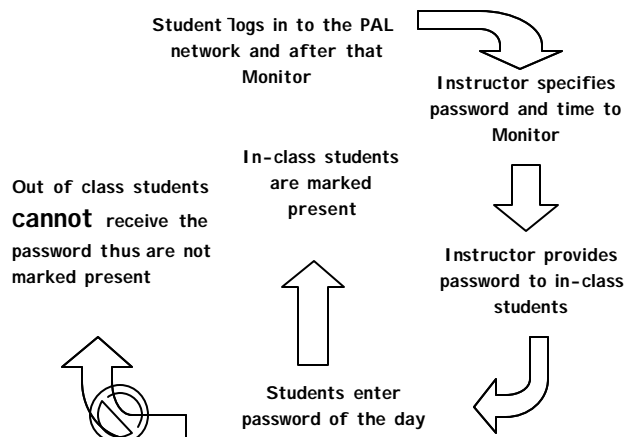 Student logs in to the PAL
network and after that
Monitor
Instructor specifies
password and time to
Monitor
Instructor provides
password to in-class
students
Students enter
password of the day
In-class students
are marked
present
Out of class students
cannot receive the
password thus are not
marked present